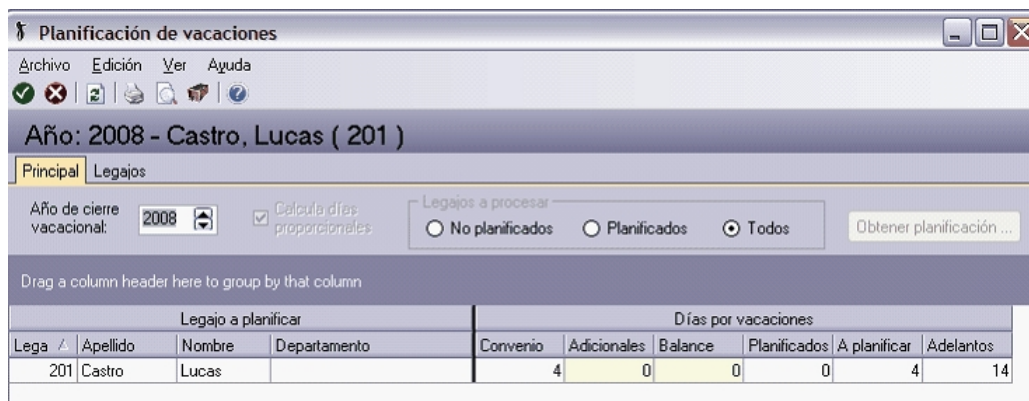 Planificación de vacaciones
Archivo Edición Ver Ayuda
Año: 2008 - Castro, Lucas ( 201 )
Principal Legajos
Año de cierre vacacional: 2008
Calcula días proporcionales
Legajos a procesar
No planificados Planificados Todos
Obtener planificación ...
Drag a column header here to group by that column
Legajo a planificar Días por vacaciones
Lega Apellido Nombre Departamento Convenio Adicionales Balance Planificados A planificar Adelantos
201 Castro Lucas 4 0 0 0 4 14